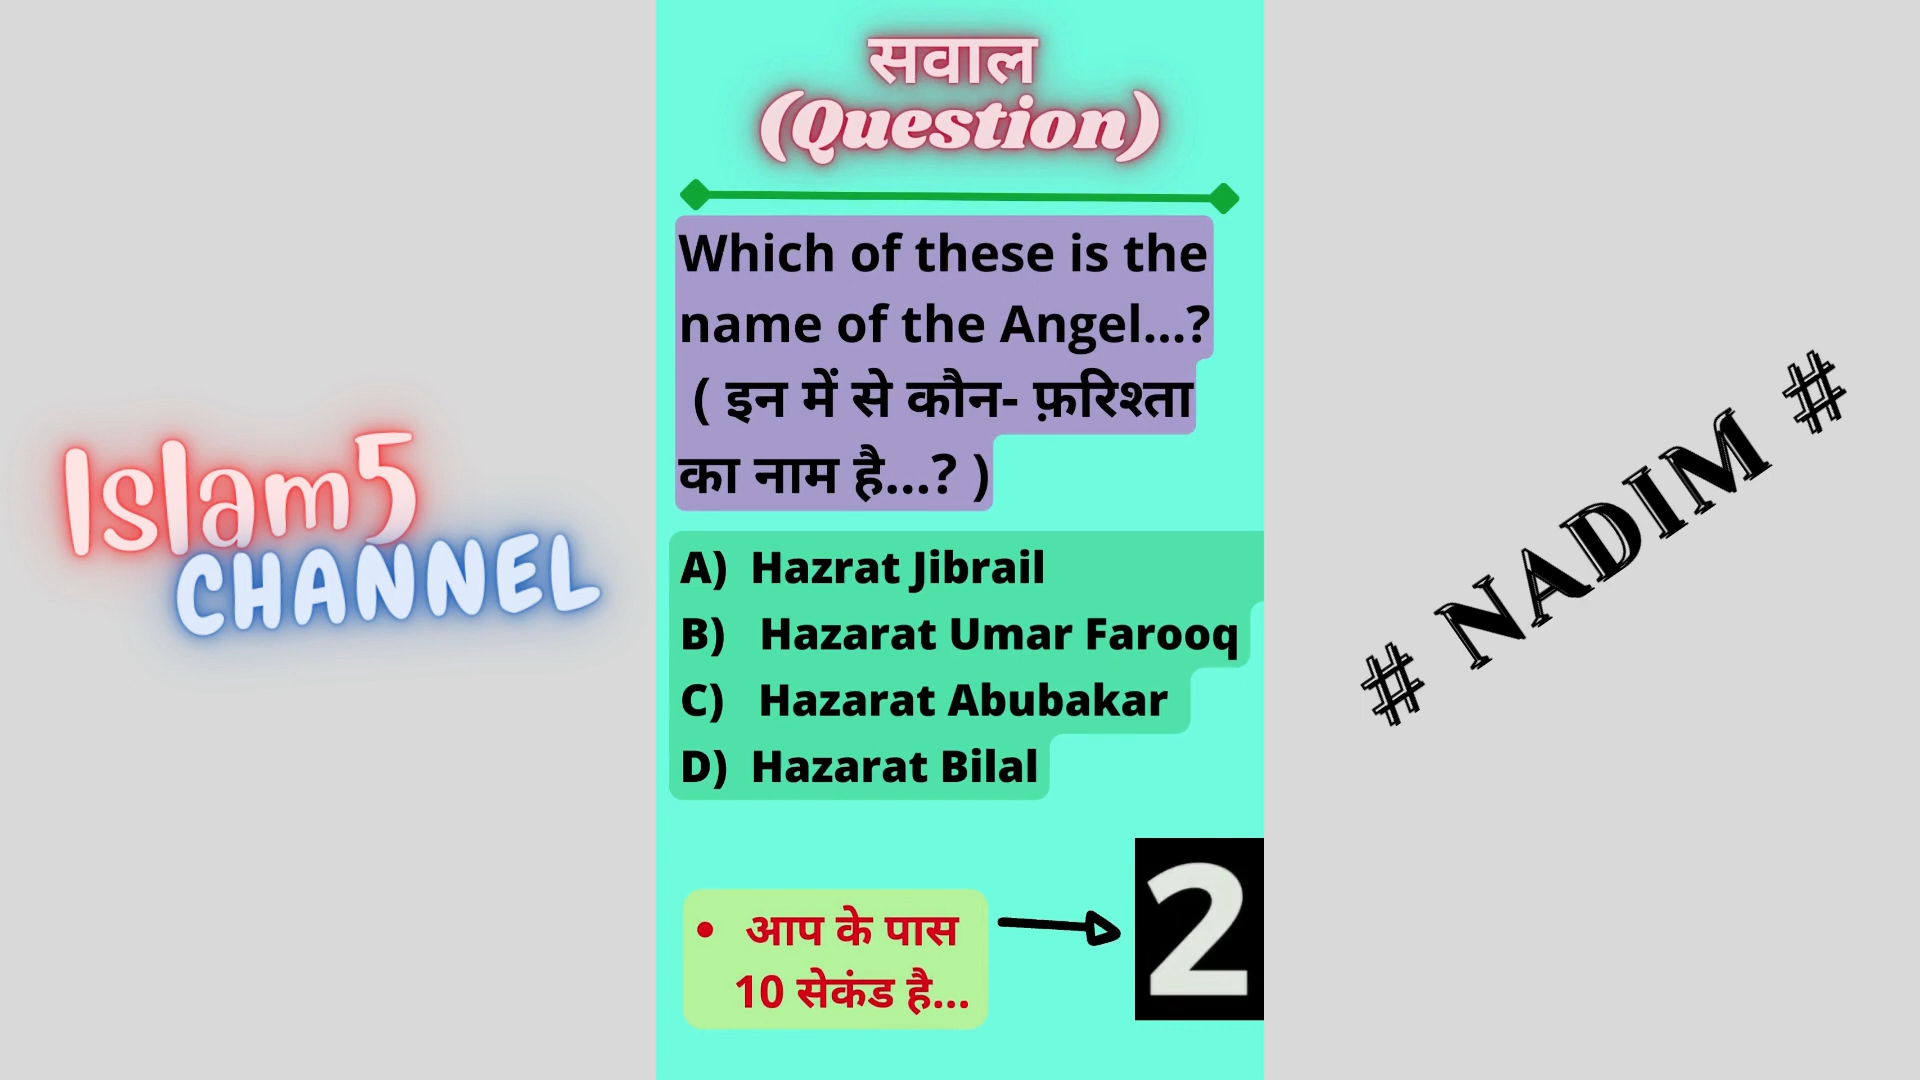 सवाल
(Question)
Which of these is the
name of the Angel...?
( इन में से कौन- फ़रिश्ता
का नाम है...? )
A) Hazrat Jibrail
B) Hazarat Umar Farooq
C) Hazarat Abubakar
D) Hazarat Bilal
• आप के पास
10 सेकंड है...
2
Islam5
CHANNEL
# NADIM #